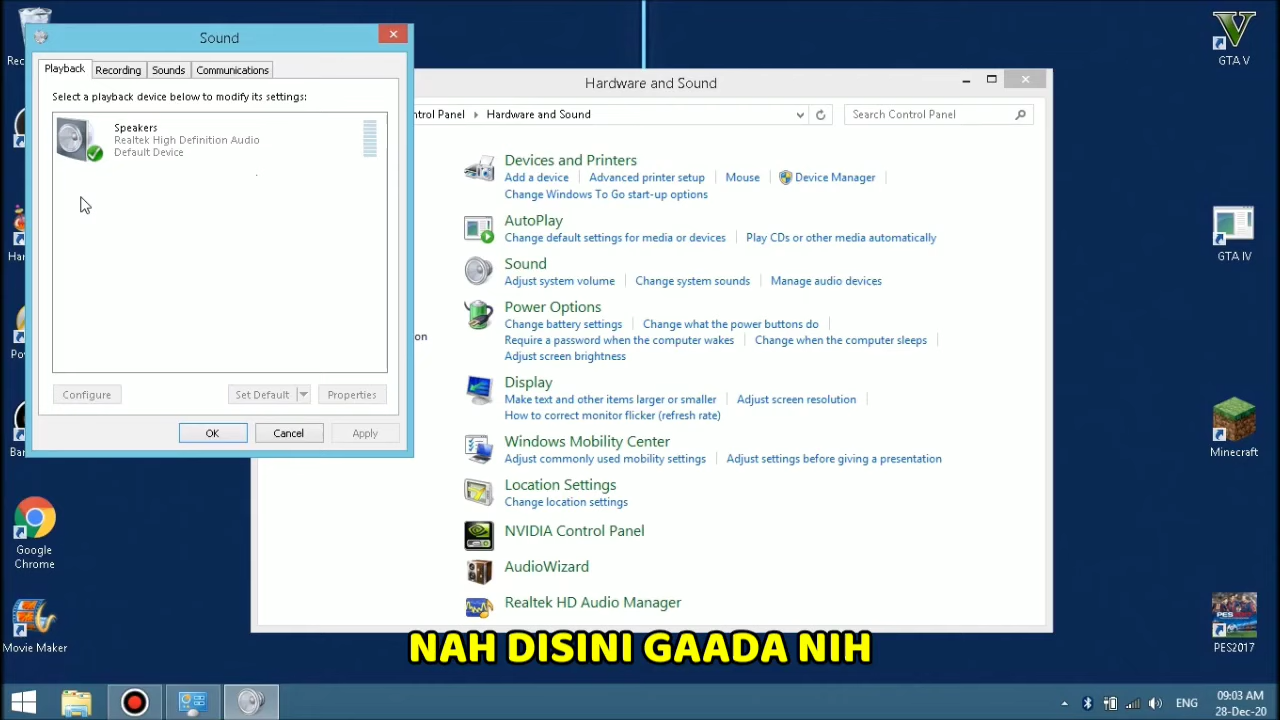 Sound
Playback
Recording
Sounds
Communications
Select a playback device below to modify its settings:
Speakers
Realtek High Definition Audio
Default Device
Configure
Set Default
Properties
OK
Cancel
Apply
Hardware and Sound
Hardware and Sound
Search Control Panel
Devices and Printers
Add a device
Advanced printer setup
Mouse
Device Manager
Change Windows To Go start-up options
AutoPlay
Change default settings for media or devices
Play CDs or other media automatically
Sound
Adjust system volume
Change system sounds
Manage audio devices
Power Options
Change battery settings
Change what the power buttons do
Require a password when the computer wakes
Change when the computer sleeps
Adjust screen brightness
Display
Make text and other items larger or smaller
Adjust screen resolution
How to correct monitor flicker (refresh rate)
Windows Mobility Center
Adjust commonly used mobility settings
Adjust settings before giving a presentation
Location Settings
Change location settings
NVIDIA Control Panel
AudioWizard
Realtek HD Audio Manager
GTA V
GTA IV
Minecraft
PES2017
Google
Chrome
Movie Maker
NAH DISINI GAADA NIH
ENG
09:03 AM
28-Dec-20